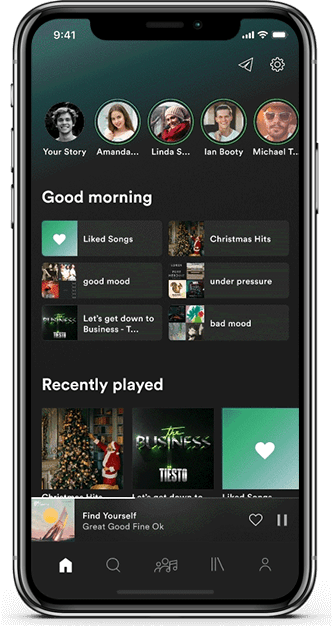 9:41
Your Story Amanda... Linda S... Ian Booty Michael T...
Good morning
Liked Songs Christmas Hits
good mood under pressure
Let's get down to
Business - T...
bad mood
Recently played
The
BUSINESS
TIËSTO
Christmas Hits Let's get down to Liked Songs
Find Yourself
Great Good Fine Ok